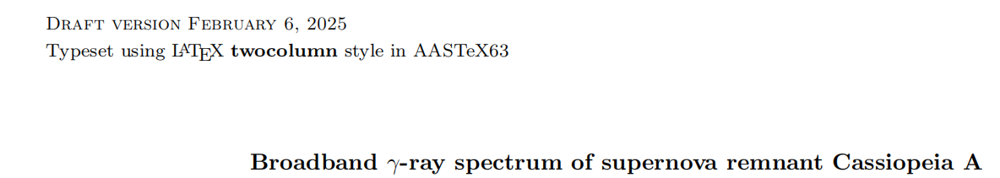 Draft version February 6, 2025
Typeset using LATEX twocolumn style in AASTeX63
Broadband γ-ray spectrum of supernova remnant Cassiopeia A